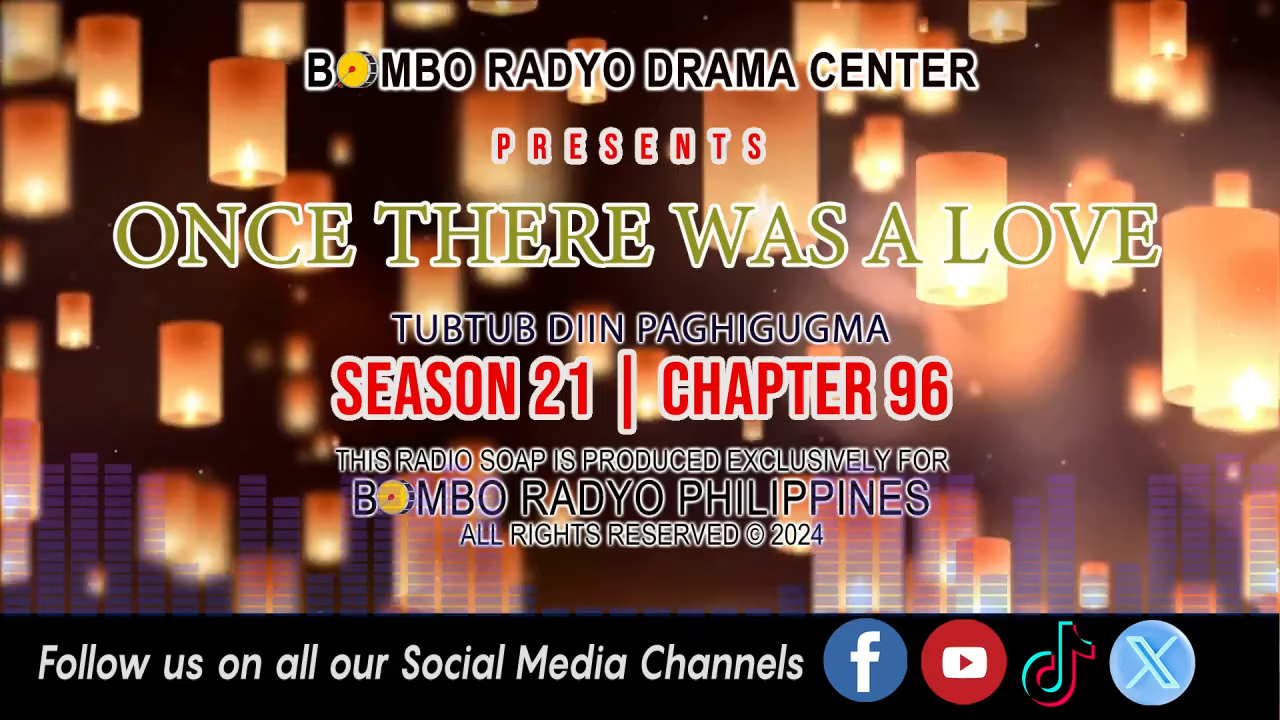 BOMBO RADYO DRAMA CENTER
PRESENTS
ONCE THERE WAS A LOVE
TUBTUB DIIN PAGHIGUGMA
SEASON 21 | CHAPTER 96
THIS RADIO SOAP IS PRODUCED EXCLUSIVELY FOR
BOMBO RADYO PHILIPPINES
ALL RIGHTS RESERVED © 2024
Follow us on all our Social Media Channels